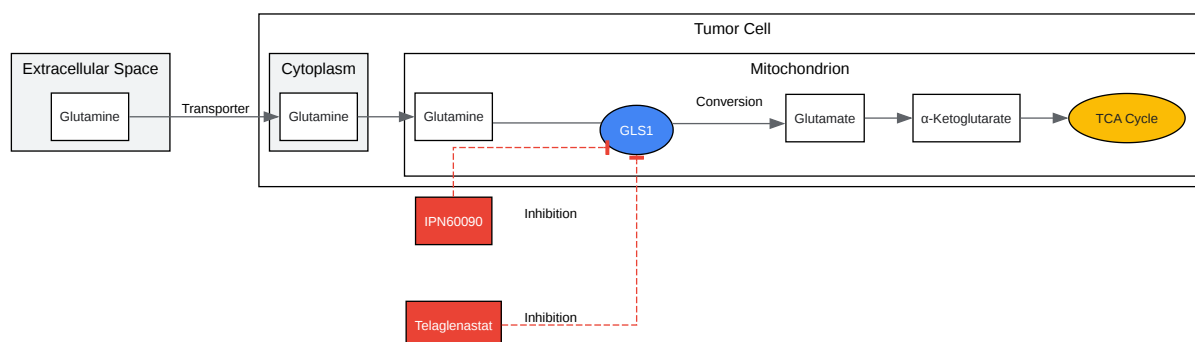 Tumor Cell
Extracellular Space
Cytoplasm
Mitochondrion
Glutamine
Transporter
Glutamine
Glutamine
GLS1
Conversion
Glutamate
α-Ketoglutarate
TCA Cycle
IPN60090
Inhibition
Telaglenastat
Inhibition